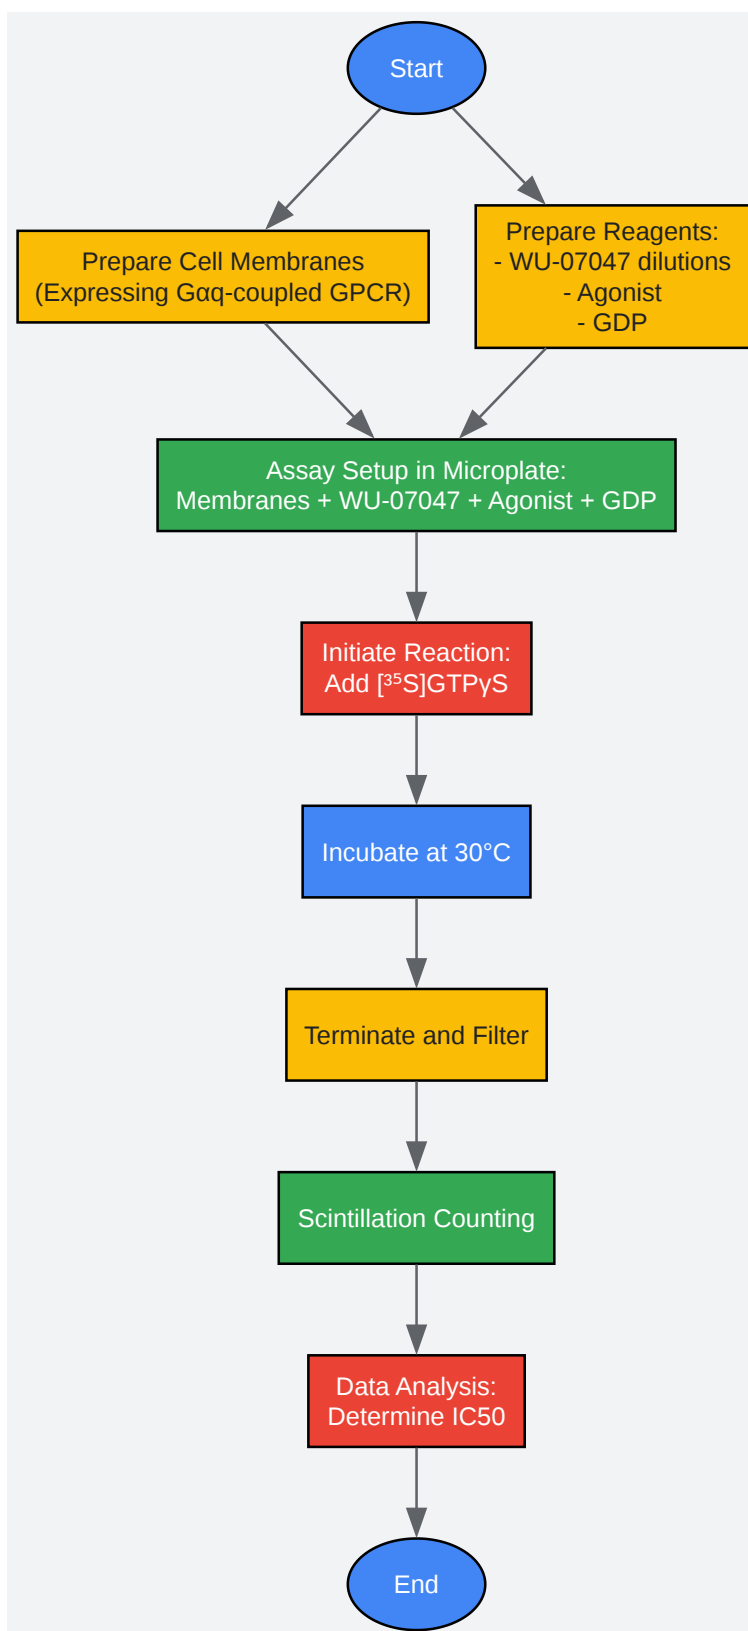 Start
Prepare Cell Membranes
(Expressing Gαq-coupled GPCR)
Prepare Reagents:
- WU-07047 dilutions
- Agonist
- GDP
Assay Setup in Microplate:
Membranes + WU-07047 + Agonist + GDP
Initiate Reaction:
Add [³⁵S]GTPγS
Incubate at 30°C
Terminate and Filter
Scintillation Counting
Data Analysis:
Determine IC50
End